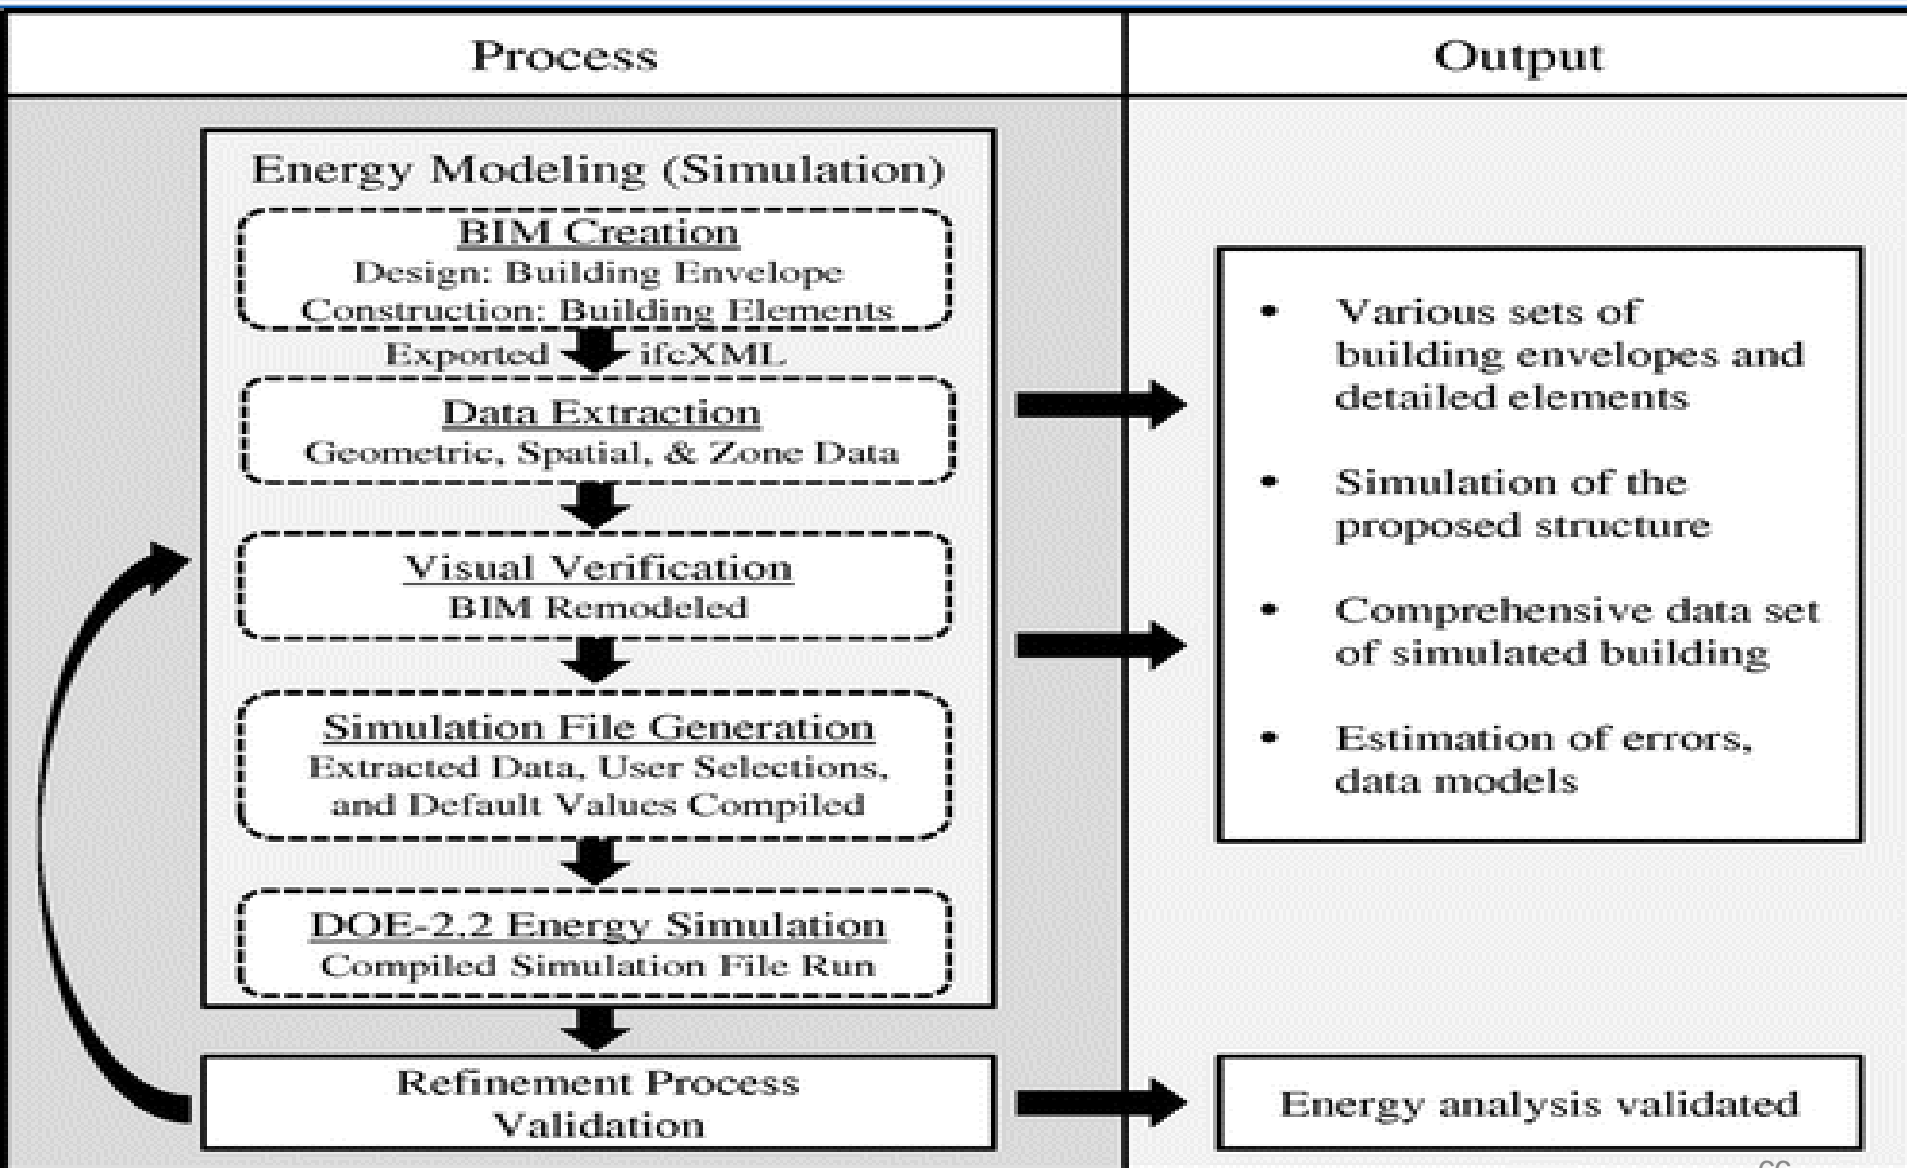 Process
Output
Energy Modeling (Simulation)
BIM Creation
Design: Building Envelope
Construction: Building Elements
Exported ifcXML
Data Extraction
Geometric, Spatial, & Zone Data
Visual Verification
BIM Remodeled
Simulation File Generation
Extracted Data, User Selections,
and Default Values Compiled
DOE-2.2 Energy Simulation
Compiled Simulation File Run
Refinement Process
Validation
• Various sets of
building envelopes and
detailed elements
• Simulation of the
proposed structure
• Comprehensive data set
of simulated building
• Estimation of errors,
data models
Energy analysis validated